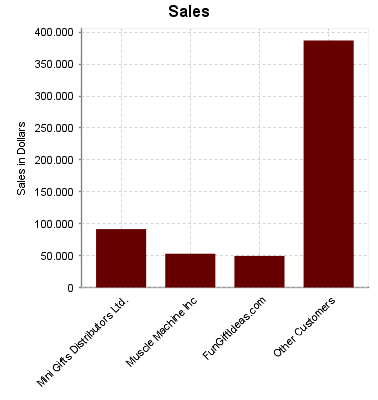 Sales
Sales in Dollars
400.000
350.000
300.000
250.000
200.000
150.000
100.000
50.000
0
Mini Gifts Distributors Ltd.
Muscle Machine Inc
FunGiftIdeas.com
Other Customers